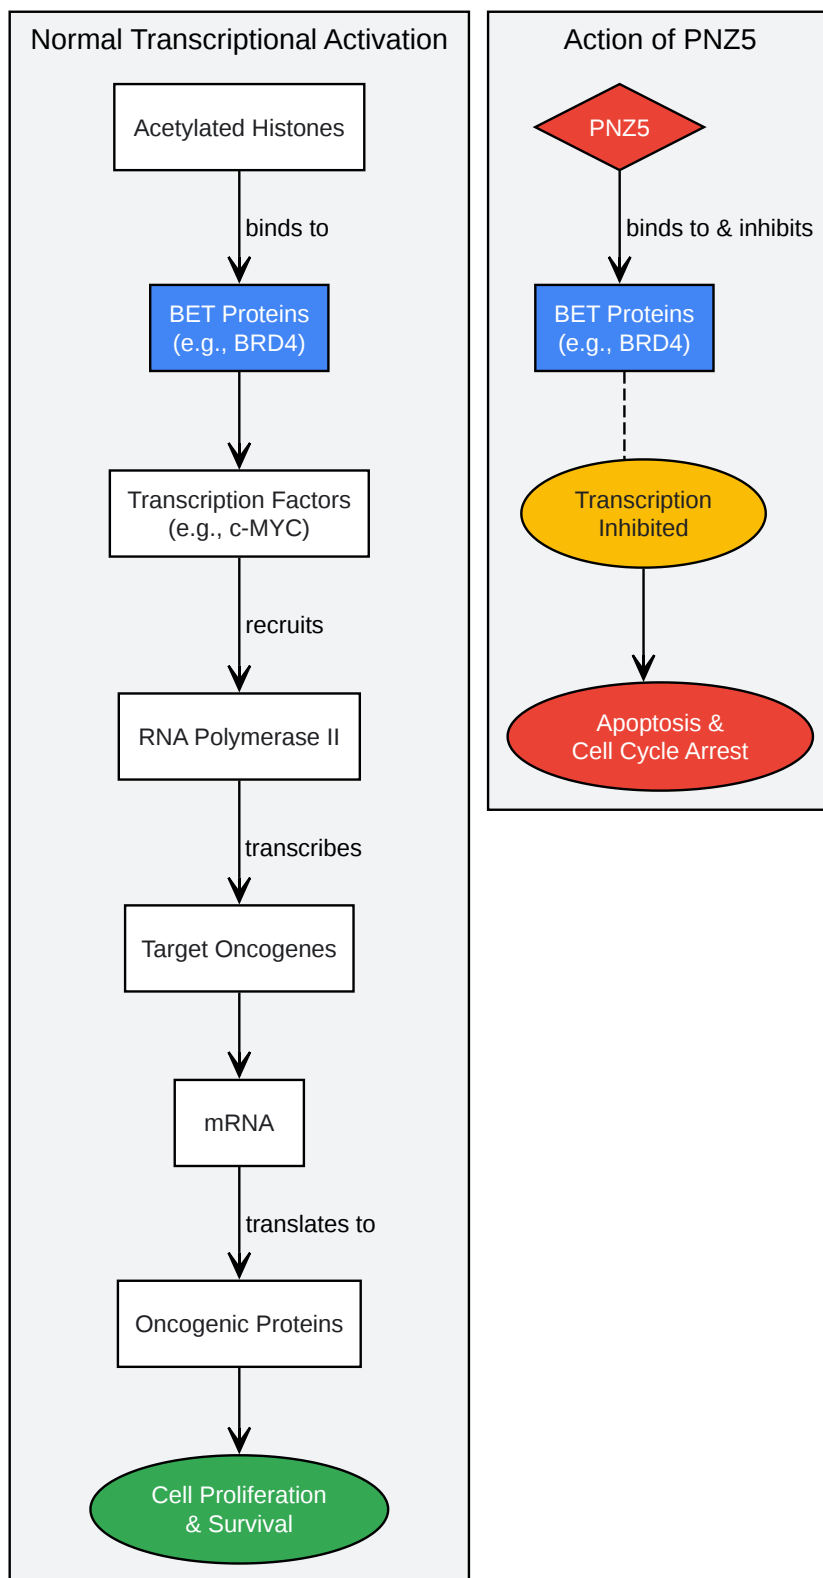 Normal Transcriptional Activation
Acetylated Histones
binds to
BET Proteins
(e.g., BRD4)
Transcription Factors
(e.g., c-MYC)
recruits
RNA Polymerase II
transcribes
Target Oncogenes
mRNA
translates to
Oncogenic Proteins
Cell Proliferation
& Survival
Action of PNZ5
PNZ5
binds to & inhibits
BET Proteins
(e.g., BRD4)
Transcription
Inhibited
Apoptosis &
Cell Cycle Arrest